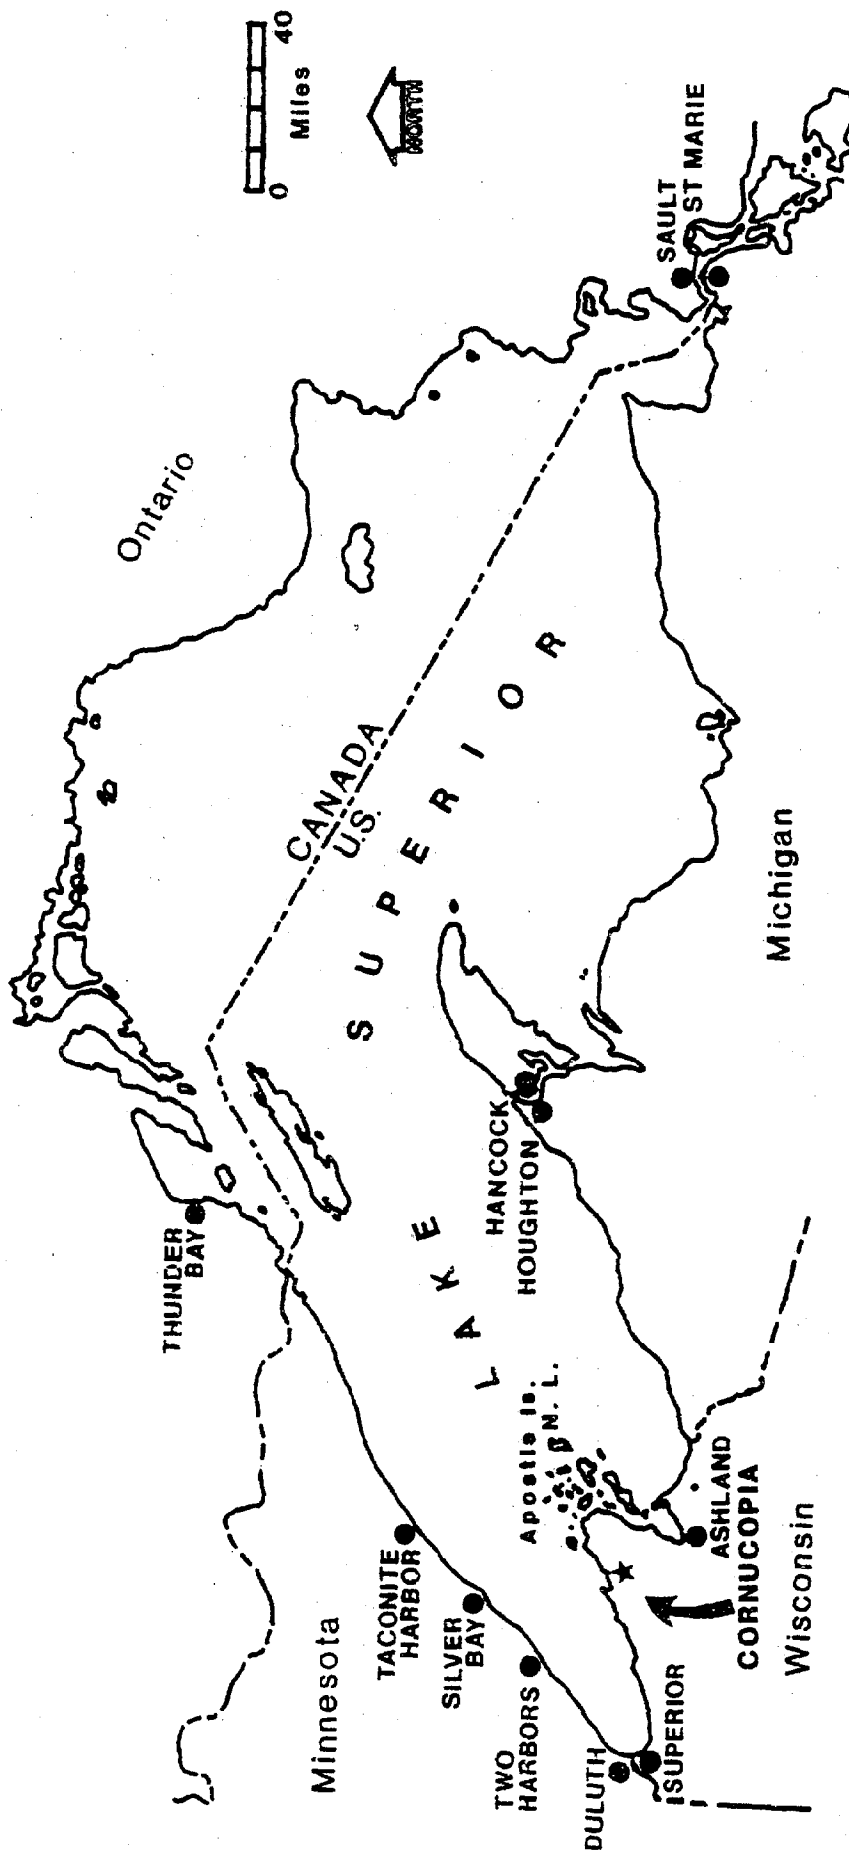 0 40
Miles
NORTH
Ontario
CANADA
U.S.
THUNDER
BAY
LAKE SUPERIOR
SAULT
ST MARIE
Minnesota
TACONITE
HARBOR
SILVER
BAY
TWO
HARBORS
DULUTH
SUPERIOR
HANCOCK
HOUGHTON
Apostle Is.
N. L.
ASHLAND
CORNUCOPIA
Wisconsin
Michigan